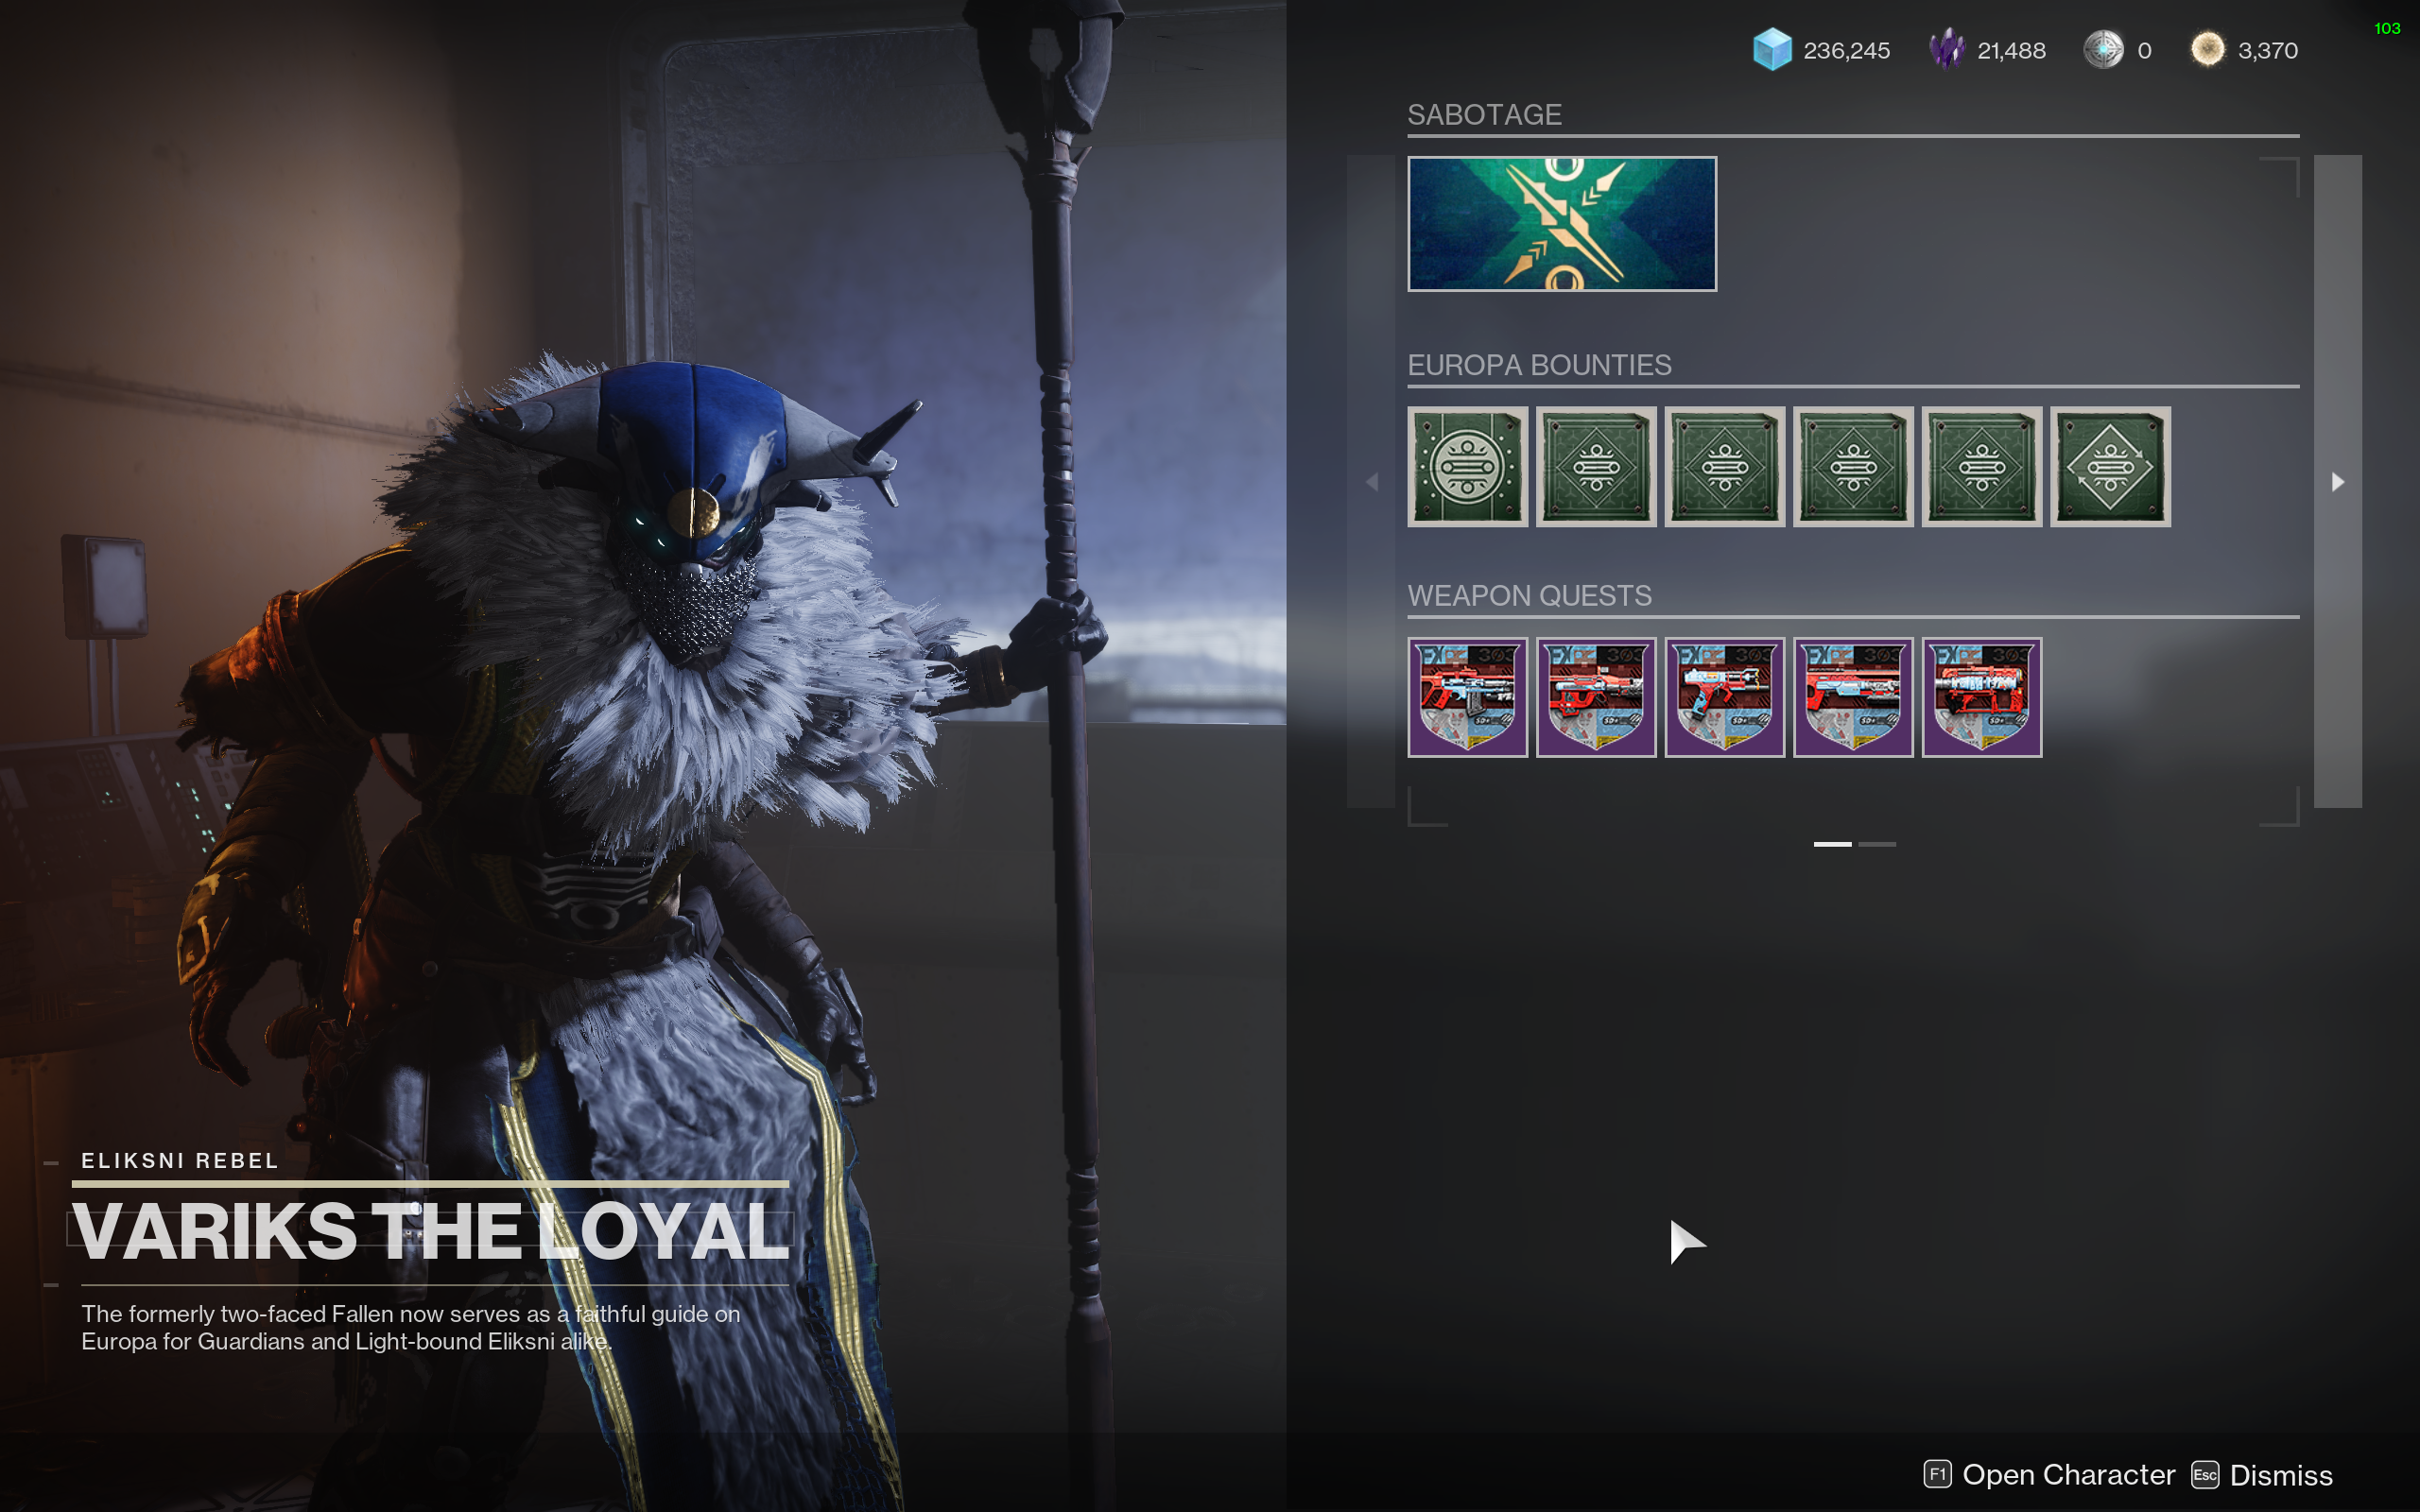 103
236,245
21,488
0
3,370
SABOTAGE
EUROPA BOUNTIES
WEAPON QUESTS
ELIKSNI REBEL
VARIKS THE LOYAL
The formerly two-faced Fallen now serves as a faithful guide on
Europa for Guardians and Light-bound Eliksni alike.
F1 Open Character Esc Dismiss